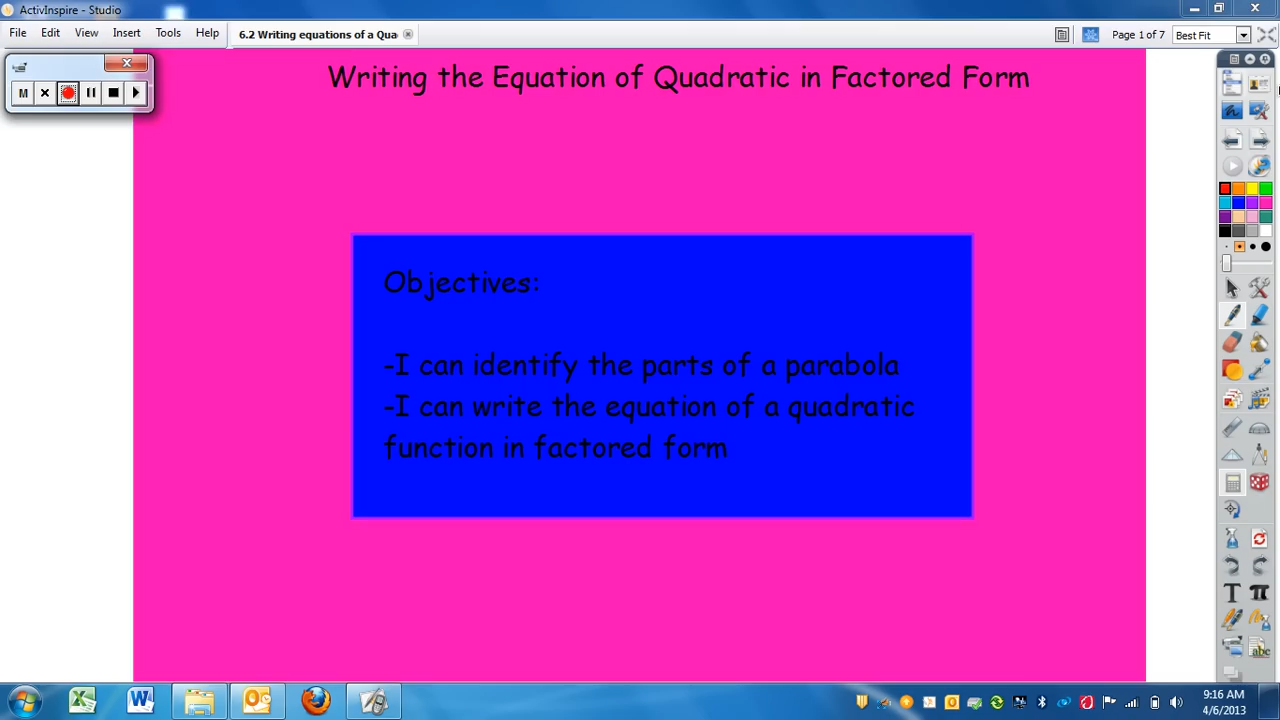 ActivInspire - Studio
File Edit View Insert Tools Help 6.2 Writing equations of a Qua Page 1 of 7 Best Fit
M
Writing the Equation of Quadratic in Factored Form
Objectives:
-I can identify the parts of a parabola
-I can write the equation of a quadratic
function in factored form
T π
abc
9:16 AM
4/6/2013